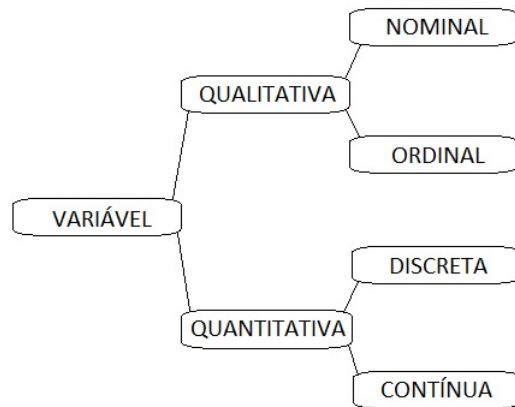 NOMINAL
QUALITATIVA
ORDINAL
VARIÁVEL
DISCRETA
QUANTITATIVA
CONTÍNUA